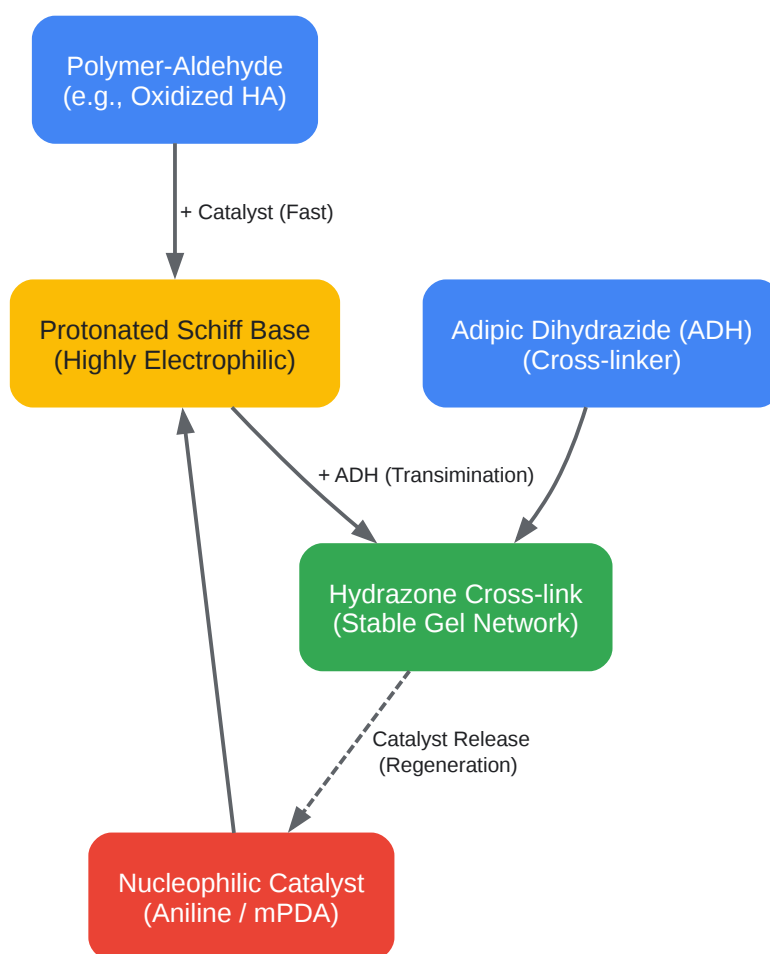 Polymer-Aldehyde
(e.g., Oxidized HA)
+ Catalyst (Fast)
Protonated Schiff Base
(Highly Electrophilic)
Adipic Dihydrazide (ADH)
(Cross-linker)
+ ADH (Transimination)
Hydrazone Cross-link
(Stable Gel Network)
Catalyst Release
(Regeneration)
Nucleophilic Catalyst
(Aniline / mPDA)